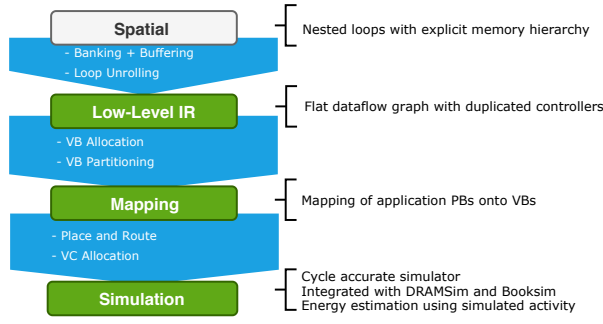 Spatial
Nested loops with explicit memory hierarchy
- Banking + Buffering
- Loop Unrolling
Low-Level IR
Flat dataflow graph with duplicated controllers
- VB Allocation
- VB Partitioning
Mapping
Mapping of application PBs onto VBs
- Place and Route
- VC Allocation
Simulation
Cycle accurate simulator
Integrated with DRAMSim and Booksim
Energy estimation using simulated activity